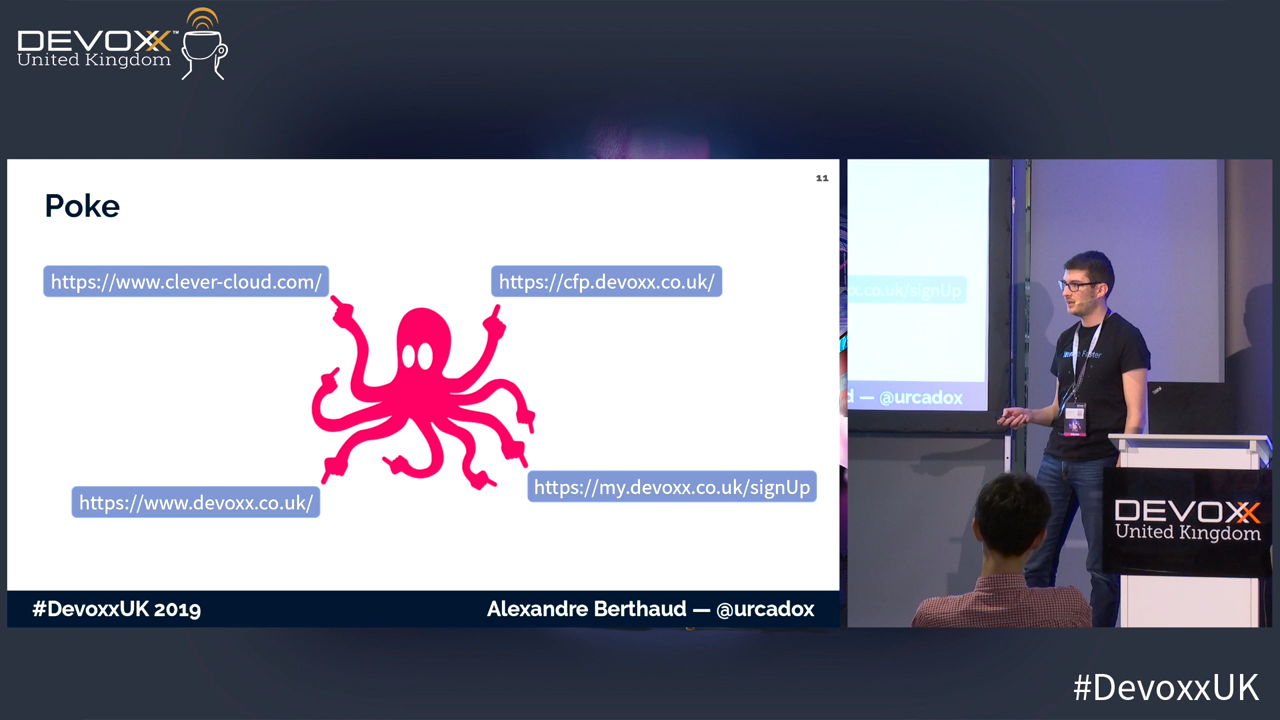 DEVOXX™
United Kingdom
11
Poke
https://www.clever-cloud.com/
https://cfp.devoxx.co.uk/
https://www.devoxx.co.uk/
https://my.devoxx.co.uk/signUp
#DevoxxUK 2019
Alexandre Berthaud — @urcadox
x.co.uk/signUp
d — @urcadox
DEVOXX
United Kingdom
#DevoxxUK